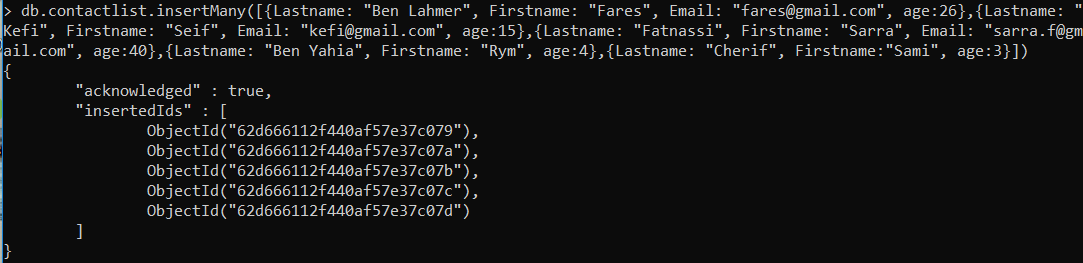 > db.contactlist.insertMany([{Lastname: "Ben Lahmer", Firstname: "Fares", Email: "fares@gmail.com", age:26},{Lastname: "
Kefi", Firstname: "Seif", Email: "kefi@gmail.com", age:15},{Lastname: "Fatnassi", Firstname: "Sarra", Email: "sarra.f@gm
ail.com", age:40},{Lastname: "Ben Yahia", Firstname: "Rym", age:4},{Lastname: "Cherif", Firstname:"Sami", age:3}])
{
        "acknowledged" : true,
        "insertedIds" : [
                ObjectId("62d666112f440af57e37c079"),
                ObjectId("62d666112f440af57e37c07a"),
                ObjectId("62d666112f440af57e37c07b"),
                ObjectId("62d666112f440af57e37c07c"),
                ObjectId("62d666112f440af57e37c07d")
        ]
}